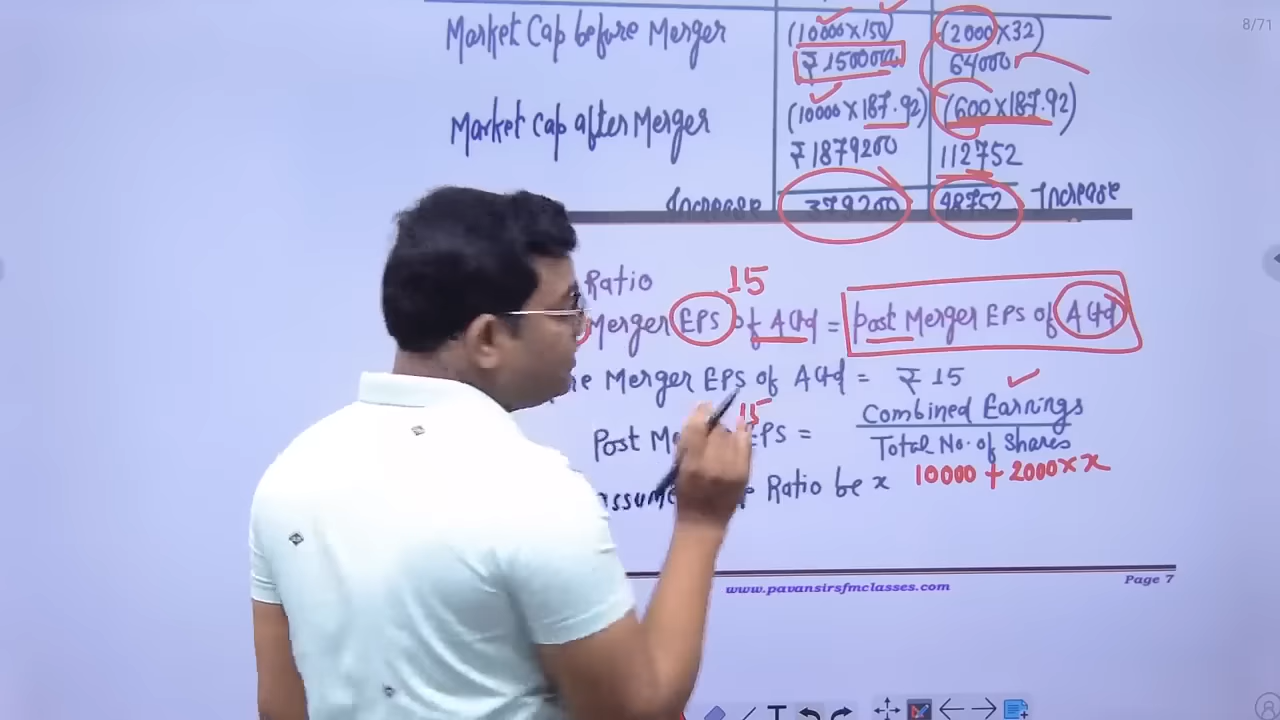 8/71
Market Cap before Merger (10000 x 150) (2000 x 32)
₹1500000 64000
Market Cap after Merger (10000 x 187.92) (600 x 187.92)
₹1879200 112752
Increase 379200 48752 Increase
Ratio 15
Merger EPS of A Ltd = post Merger EPS of A Ltd
re Merger EPS of A Ltd = ₹ 15
15
Post M EPS = Combined Earnings
Total No. of Shares
assume Ratio be x 10000 + 2000 x x
www.pavansirsfmclasses.com Page 7
T